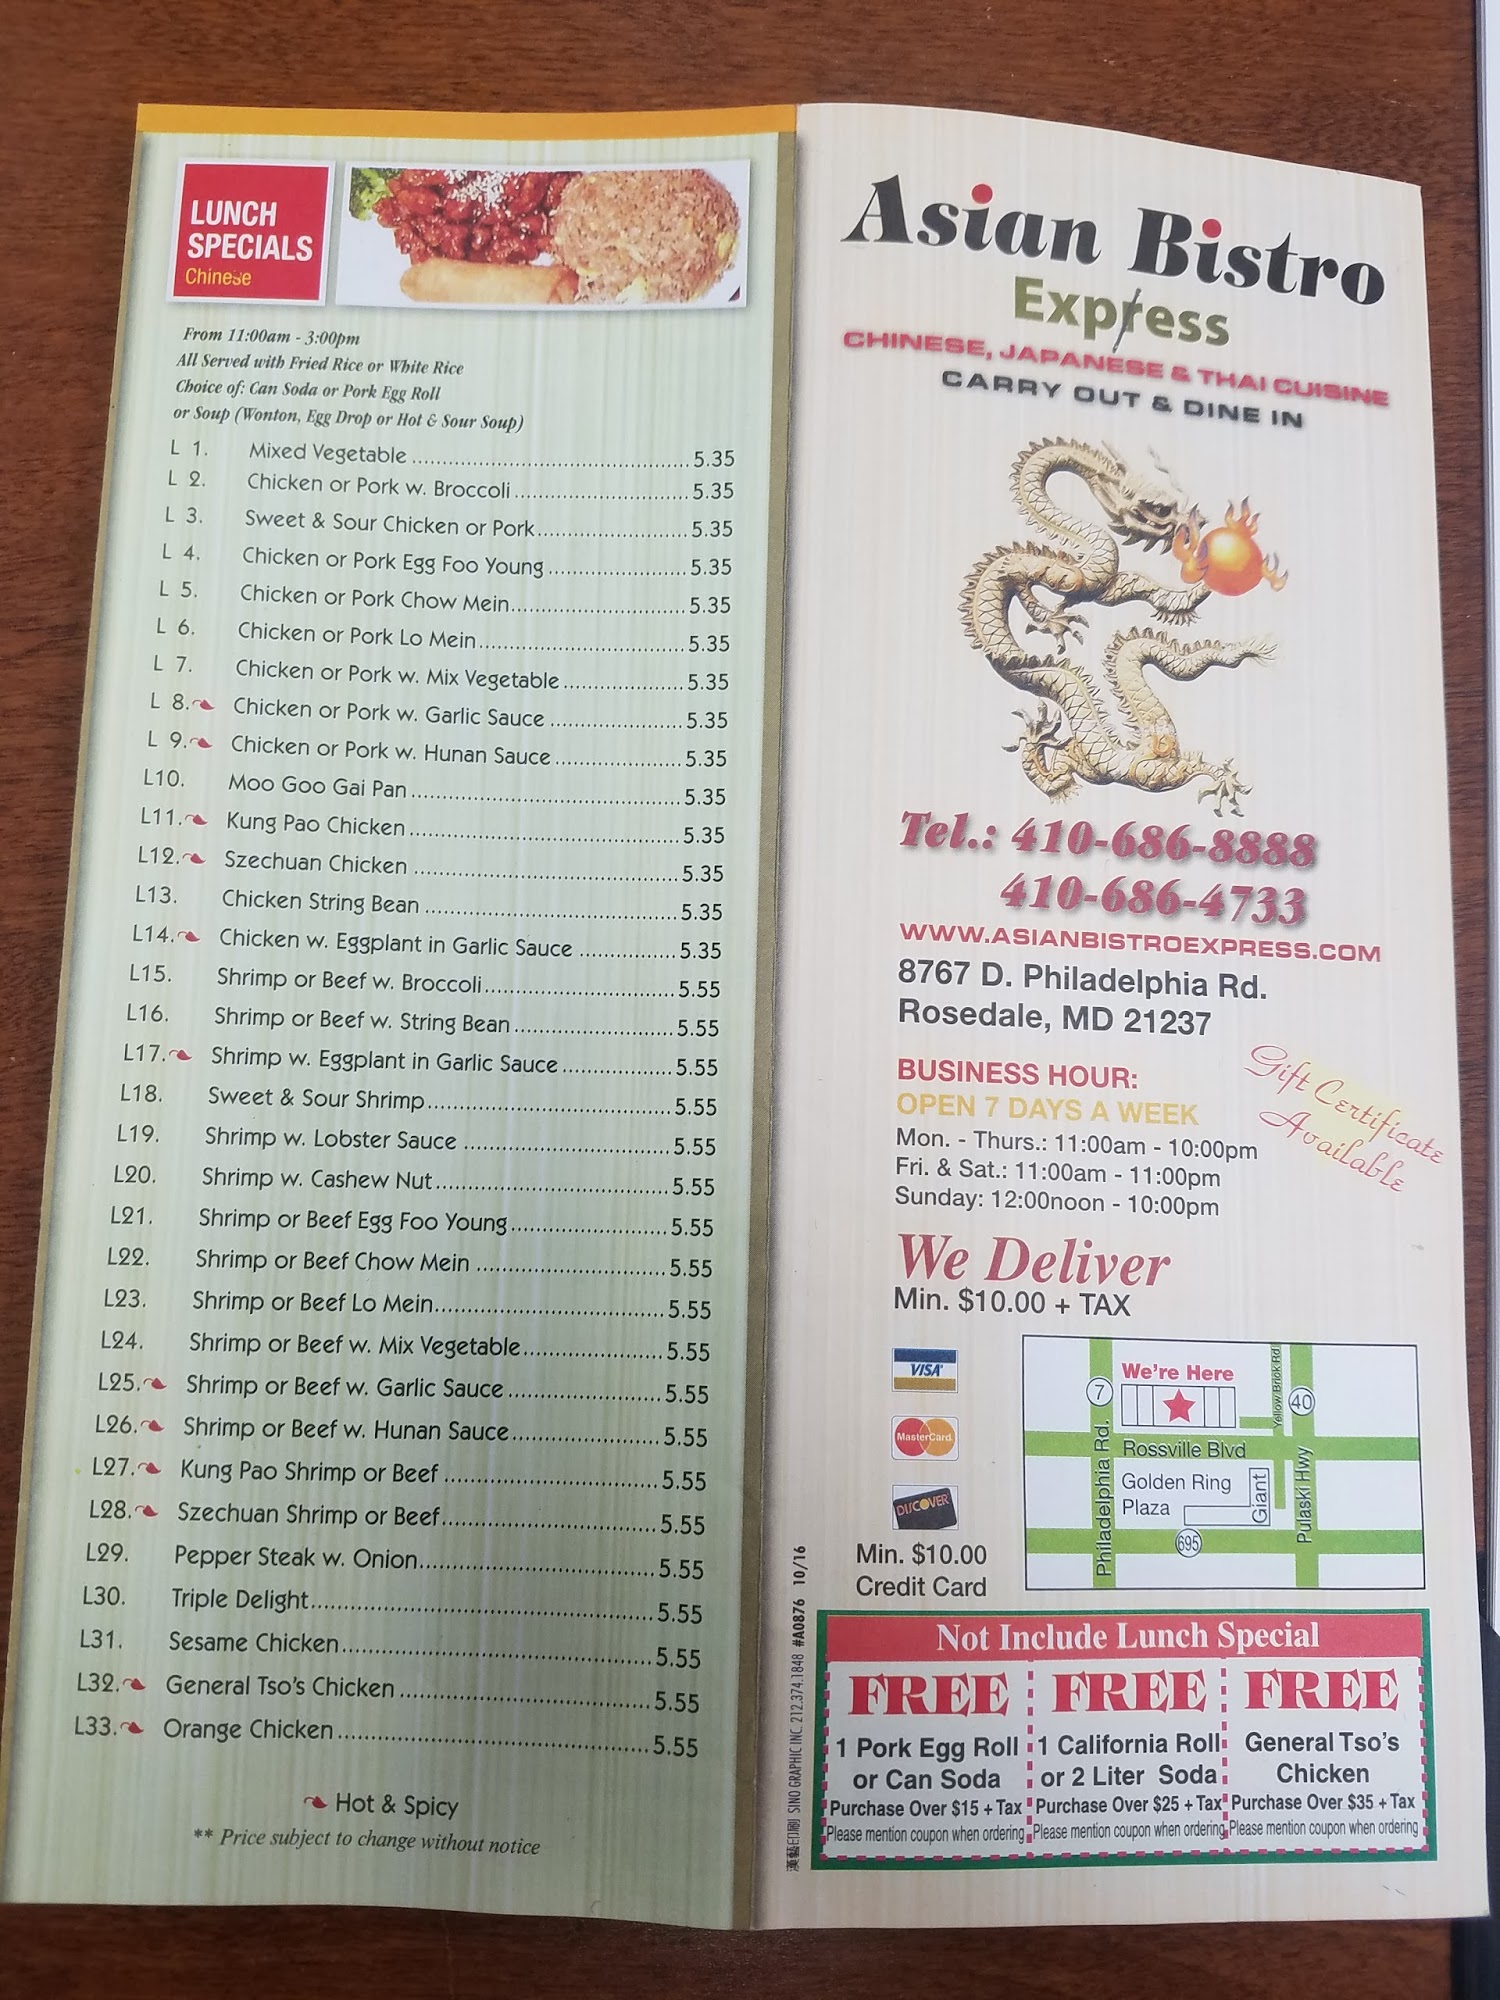 LUNCH
SPECIALS
Chinese
From 11:00am - 3:00pm
All Served with Fried Rice or White Rice
Choice of: Can Soda or Pork Egg Roll
or Soup (Wonton, Egg Drop or Hot & Sour Soup)
L 1. Mixed Vegetable 5.35
L 2. Chicken or Pork w. Broccoli 5.35
L 3. Sweet & Sour Chicken or Pork 5.35
L 4. Chicken or Pork Egg Foo Young 5.35
L 5. Chicken or Pork Chow Mein 5.35
L 6. Chicken or Pork Lo Mein 5.35
L 7. Chicken or Pork w. Mix Vegetable 5.35
L 8. Chicken or Pork w. Garlic Sauce 5.35
L 9. Chicken or Pork w. Hunan Sauce 5.35
L10. Moo Goo Gai Pan 5.35
L11. Kung Pao Chicken 5.35
L12. Szechuan Chicken 5.35
L13. Chicken String Bean 5.35
L14. Chicken w. Eggplant in Garlic Sauce 5.35
L15. Shrimp or Beef w. Broccoli 5.55
L16. Shrimp or Beef w. String Bean 5.55
L17. Shrimp w. Eggplant in Garlic Sauce 5.55
L18. Sweet & Sour Shrimp 5.55
L19. Shrimp w. Lobster Sauce 5.55
L20. Shrimp w. Cashew Nut 5.55
L21. Shrimp or Beef Egg Foo Young 5.55
L22. Shrimp or Beef Chow Mein 5.55
L23. Shrimp or Beef Lo Mein 5.55
L24. Shrimp or Beef w. Mix Vegetable 5.55
L25. Shrimp or Beef w. Garlic Sauce 5.55
L26. Shrimp or Beef w. Hunan Sauce 5.55
L27. Kung Pao Shrimp or Beef 5.55
L28. Szechuan Shrimp or Beef 5.55
L29. Pepper Steak w. Onion 5.55
L30. Triple Delight 5.55
L31. Sesame Chicken 5.55
L32. General Tso's Chicken 5.55
L33. Orange Chicken 5.55
Hot & Spicy
** Price subject to change without notice
Asian Bistro
Express
CHINESE, JAPANESE & THAI CUISINE
CARRY OUT & DINE IN
Tel.: 410-686-8888
410-686-4733
WWW.ASIANBISTROEXPRESS.COM
8767 D. Philadelphia Rd.
Rosedale, MD 21237
Gift Certificate
Available
BUSINESS HOUR:
OPEN 7 DAYS A WEEK
Mon. - Thurs.: 11:00am - 10:00pm
Fri. & Sat.: 11:00am - 11:00pm
Sunday: 12:00noon - 10:00pm
We Deliver
Min. $10.00 + TAX
VISA
MasterCard
DISCOVER
Min. $10.00
Credit Card
We're Here
7
40
Yellow Brick Rd
Rossville Blvd
Golden Ring
Plaza
Giant
695
Philadelphia Rd.
Pulaski Hwy
漢藝印刷 SINO GRAPHIC INC. 212.374.1848 #A0876 10/16
Not Include Lunch Special
FREE
1 Pork Egg Roll
or Can Soda
Purchase Over $15 + Tax
Please mention coupon when ordering
FREE
1 California Roll
or 2 Liter Soda
Purchase Over $25 + Tax
Please mention coupon when ordering
FREE
General Tso's
Chicken
Purchase Over $35 + Tax
Please mention coupon when ordering